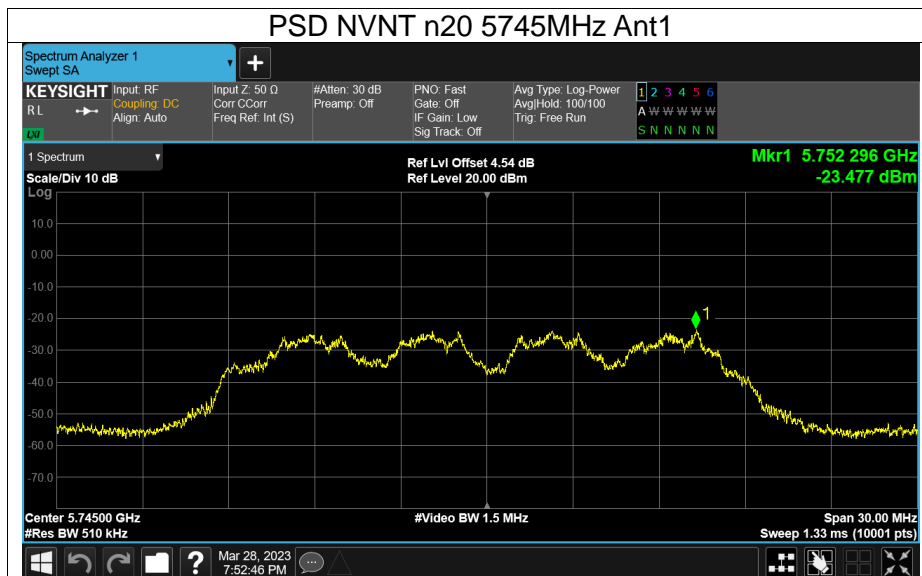 PSD NVNT n20 5745MHz Ant1
Spectrum Analyzer 1
Swept SA
KEYSIGHT
RL
LXI
Input: RF
Coupling: DC
Align: Auto
Input Z: 50 Ω
Corr CCorr
Freq Ref: Int (S)
#Atten: 30 dB
Preamp: Off
PNO: Fast
Gate: Off
IF Gain: Low
Sig Track: Off
Avg Type: Log-Power
Avg|Hold: 100/100
Trig: Free Run
1 2 3 4 5 6
A W W W W W
S N N N N N
1 Spectrum
Scale/Div 10 dB
Ref Lvl Offset 4.54 dB
Ref Level 20.00 dBm
Mkr1 5.752 296 GHz
-23.477 dBm
Log
10.0
0.00
-10.0
-20.0
-30.0
-40.0
-50.0
-60.0
-70.0
1
Center 5.74500 GHz
#Res BW 510 kHz
#Video BW 1.5 MHz
Span 30.00 MHz
Sweep 1.33 ms (10001 pts)
?
Mar 28, 2023
7:52:46 PM